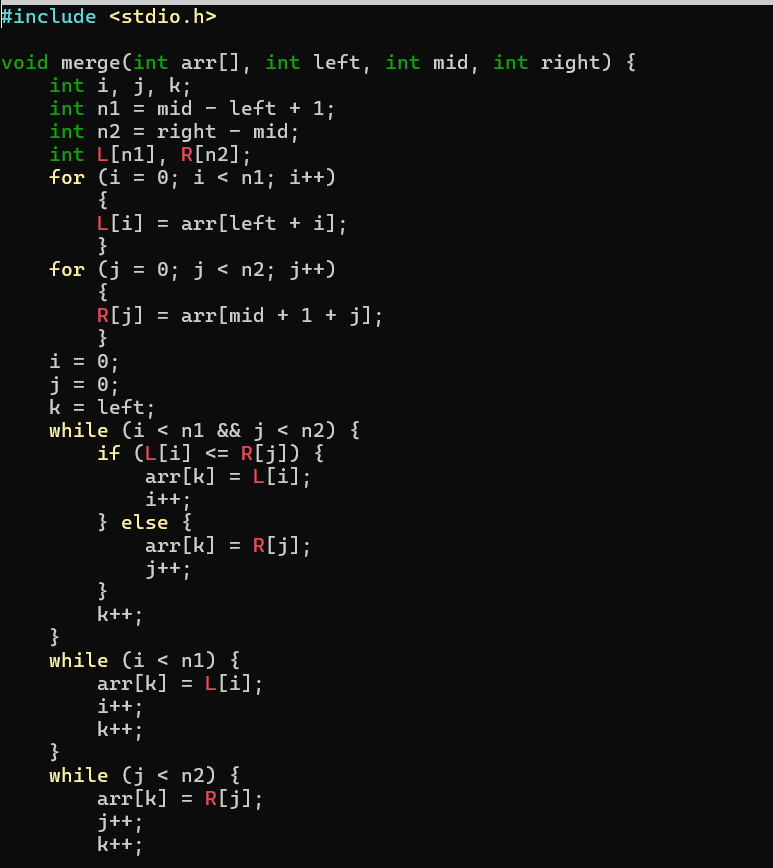 #include <stdio.h>

void merge(int arr[], int left, int mid, int right) {
    int i, j, k;
    int n1 = mid - left + 1;
    int n2 = right - mid;
    int L[n1], R[n2];
    for (i = 0; i < n1; i++)
        {
        L[i] = arr[left + i];
        }
    for (j = 0; j < n2; j++)
        {
        R[j] = arr[mid + 1 + j];
        }
    i = 0;
    j = 0;
    k = left;
    while (i < n1 && j < n2) {
        if (L[i] <= R[j]) {
            arr[k] = L[i];
            i++;
        } else {
            arr[k] = R[j];
            j++;
        }
        k++;
    }
    while (i < n1) {
        arr[k] = L[i];
        i++;
        k++;
    }
    while (j < n2) {
        arr[k] = R[j];
        j++;
        k++;